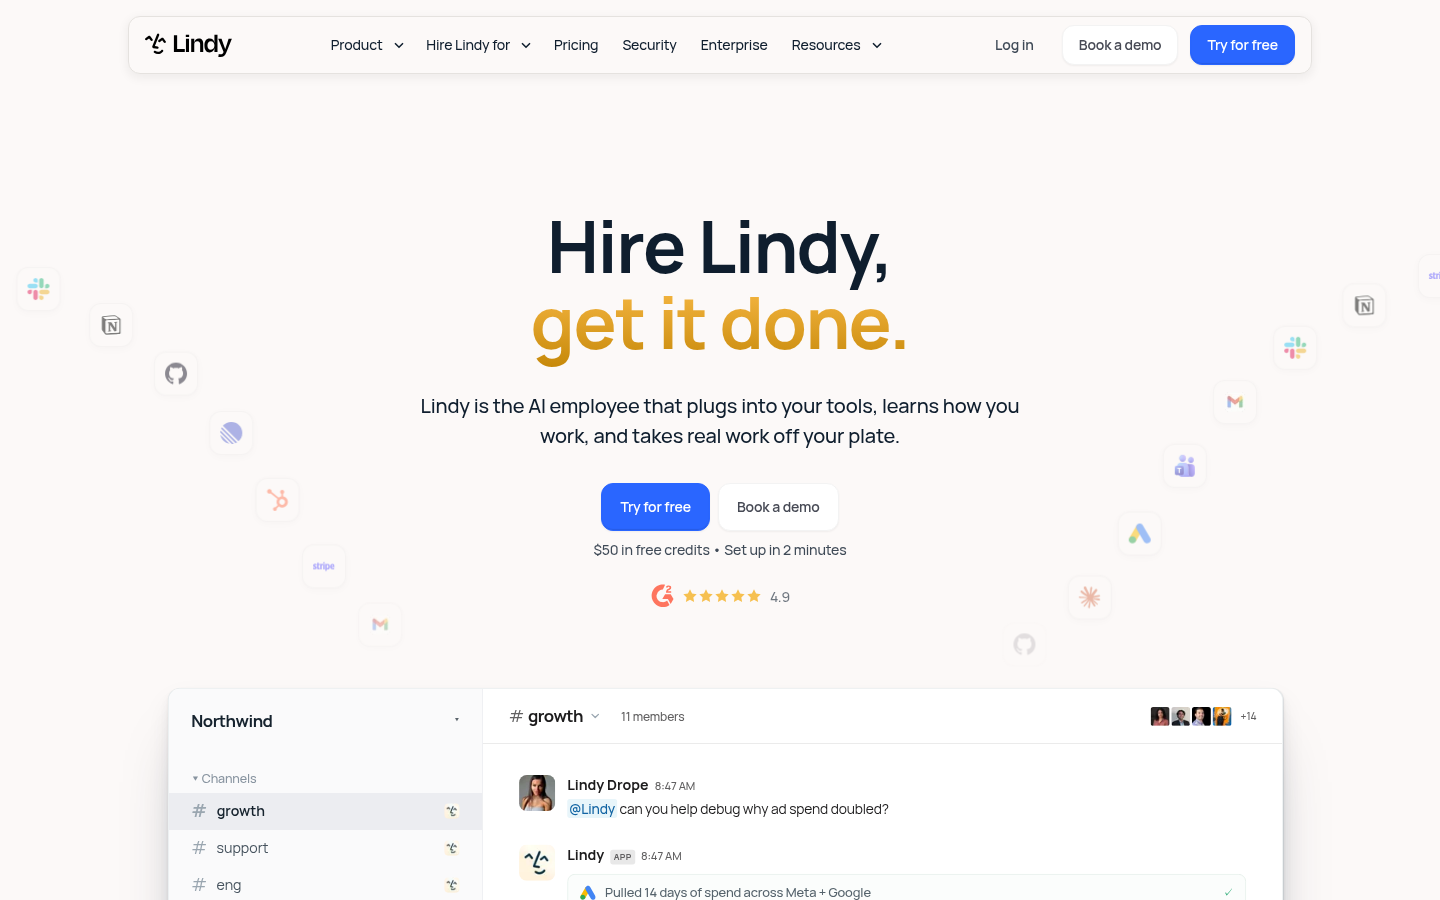 Lindy
Product
Hire Lindy for
Pricing
Security
Enterprise
Resources
Log in
Book a demo
Try for free
Hire Lindy,
get it done.
Lindy is the AI employee that plugs into your tools, learns how you
work, and takes real work off your plate.
Try for free
Book a demo
$50 in free credits • Set up in 2 minutes
4.9
stripe
Northwind
Channels
# growth
# support
# eng
# growth
11 members
+14
Lindy Drope 8:47 AM
@Lindy can you help debug why ad spend doubled?
Lindy APP 8:47 AM
Pulled 14 days of spend across Meta + Google